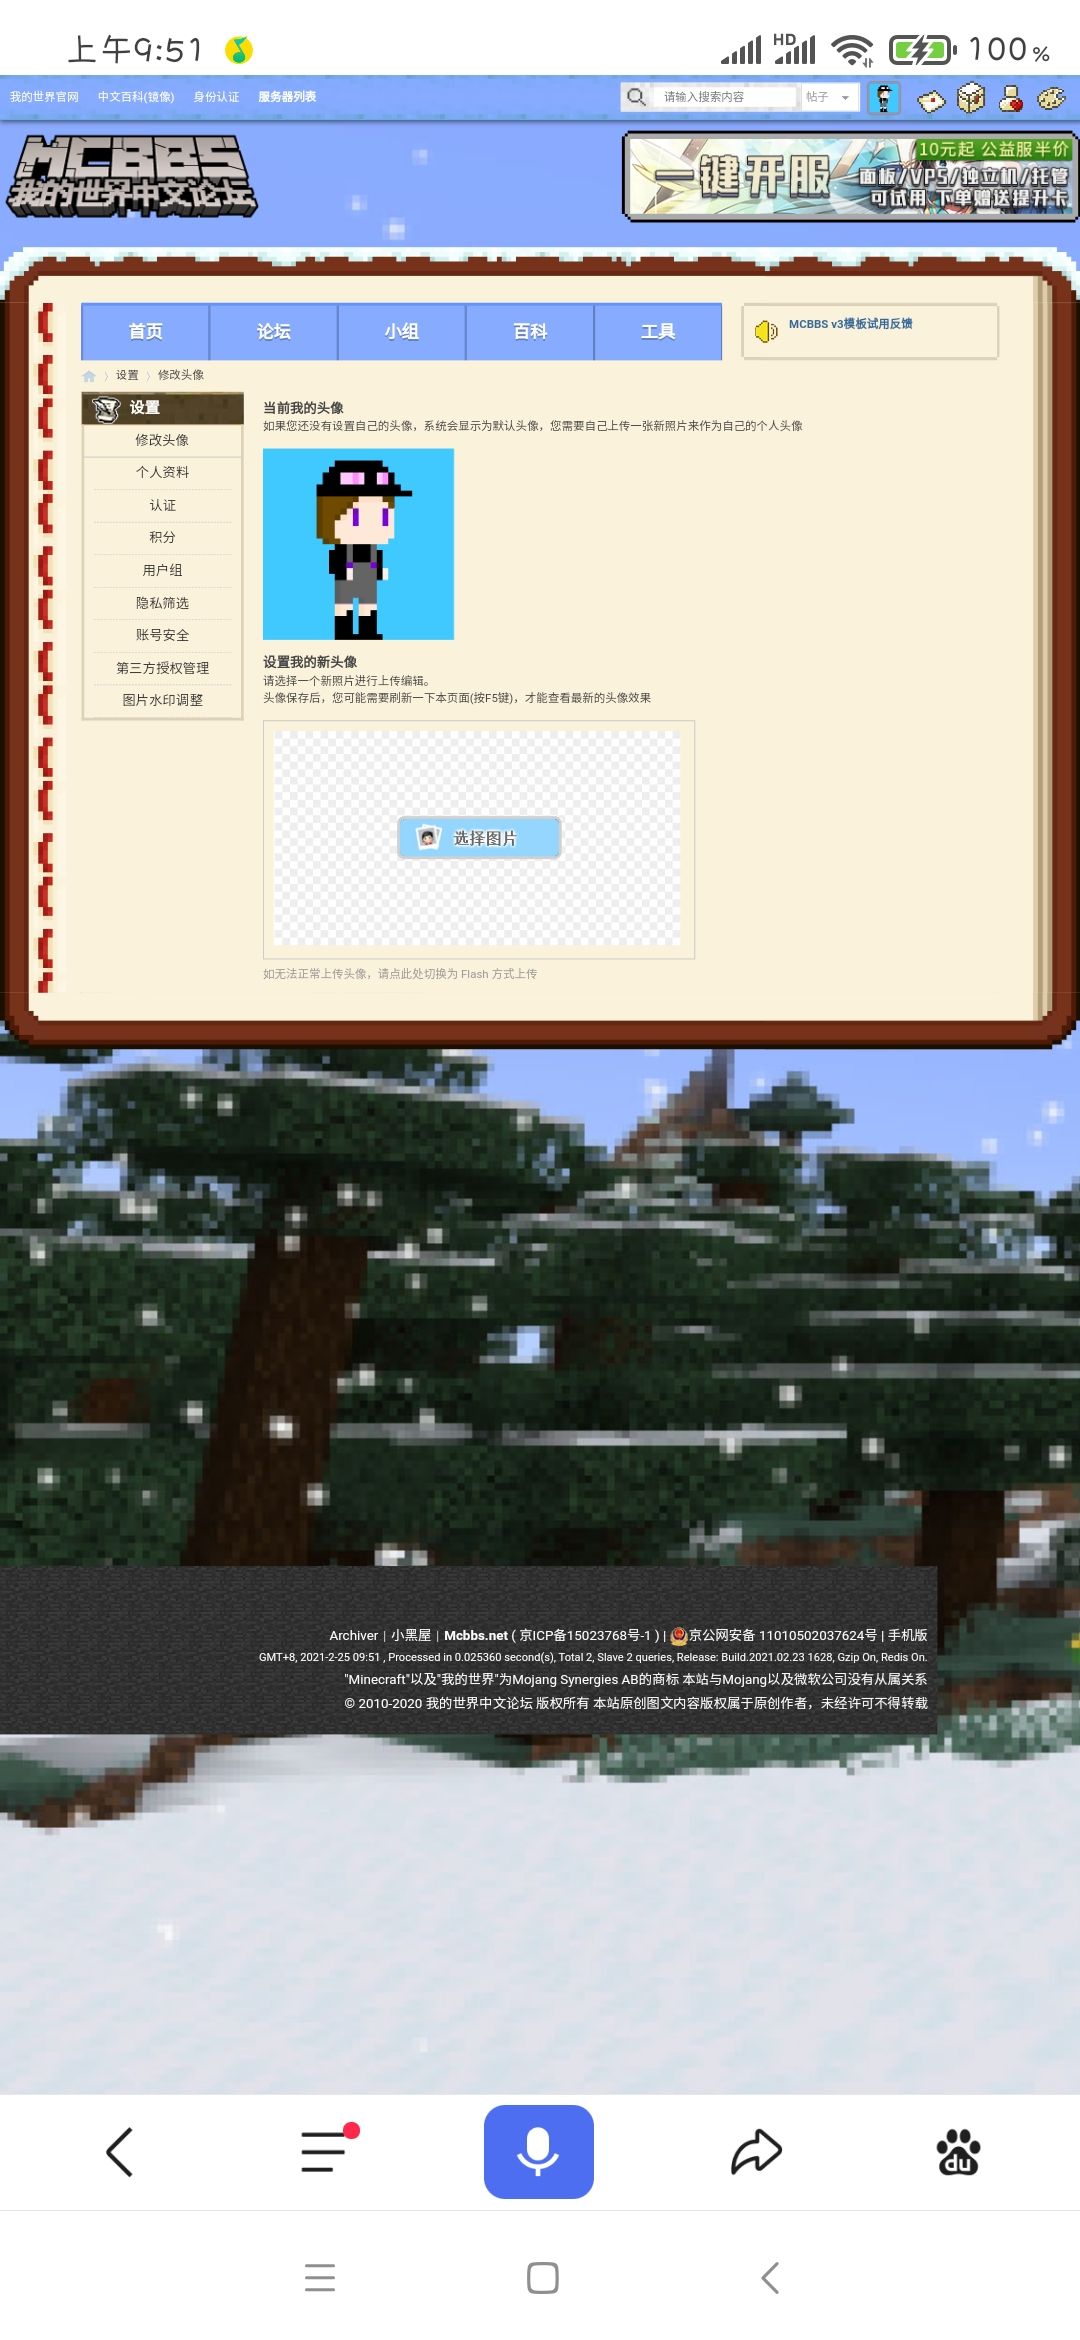 上午9:51
HD
100%
我的世界官网 中文百科(镜像) 身份认证 服务器列表
请输入搜索内容 帖子
MCBBS
我的世界中文论坛
10元起 公益服半价
一键开服
面板/VPS/独立机/托管
可试用 下单赠送提升卡
首页 论坛 小组 百科 工具
MCBBS v3模板试用反馈
设置 修改头像
设置
修改头像
个人资料
认证
积分
用户组
隐私筛选
账号安全
第三方授权管理
图片水印调整
当前我的头像
如果您还没有设置自己的头像，系统会显示为默认头像，您需要自己上传一张新照片来作为自己的个人头像
设置我的新头像
请选择一个新照片进行上传编辑。
头像保存后，您可能需要刷新一下本页面(按F5键)，才能查看最新的头像效果
选择图片
如无法正常上传头像，请点此处切换为 Flash 方式上传
Archiver | 小黑屋 | Mcbbs.net ( 京ICP备15023768号-1 ) | 京公网安备 11010502037624号 | 手机版
GMT+8, 2021-2-25 09:51 , Processed in 0.025360 second(s), Total 2, Slave 2 queries, Release: Build.2021.02.23 1628, Gzip On, Redis On.
"Minecraft"以及"我的世界"为Mojang Synergies AB的商标 本站与Mojang以及微软公司没有从属关系
© 2010-2020 我的世界中文论坛 版权所有 本站原创图文内容版权属于原创作者，未经许可不得转载
du